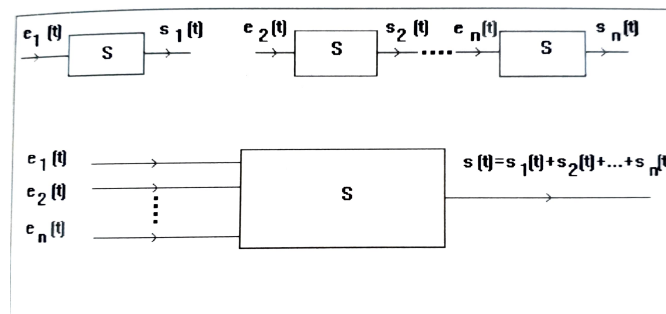 e1(t) S s1(t) e2(t) S s2(t) ..... en(t) S sn(t)
e1(t)
e2(t)
en(t)
S
s(t)=s1(t)+s2(t)+...+sn(t)